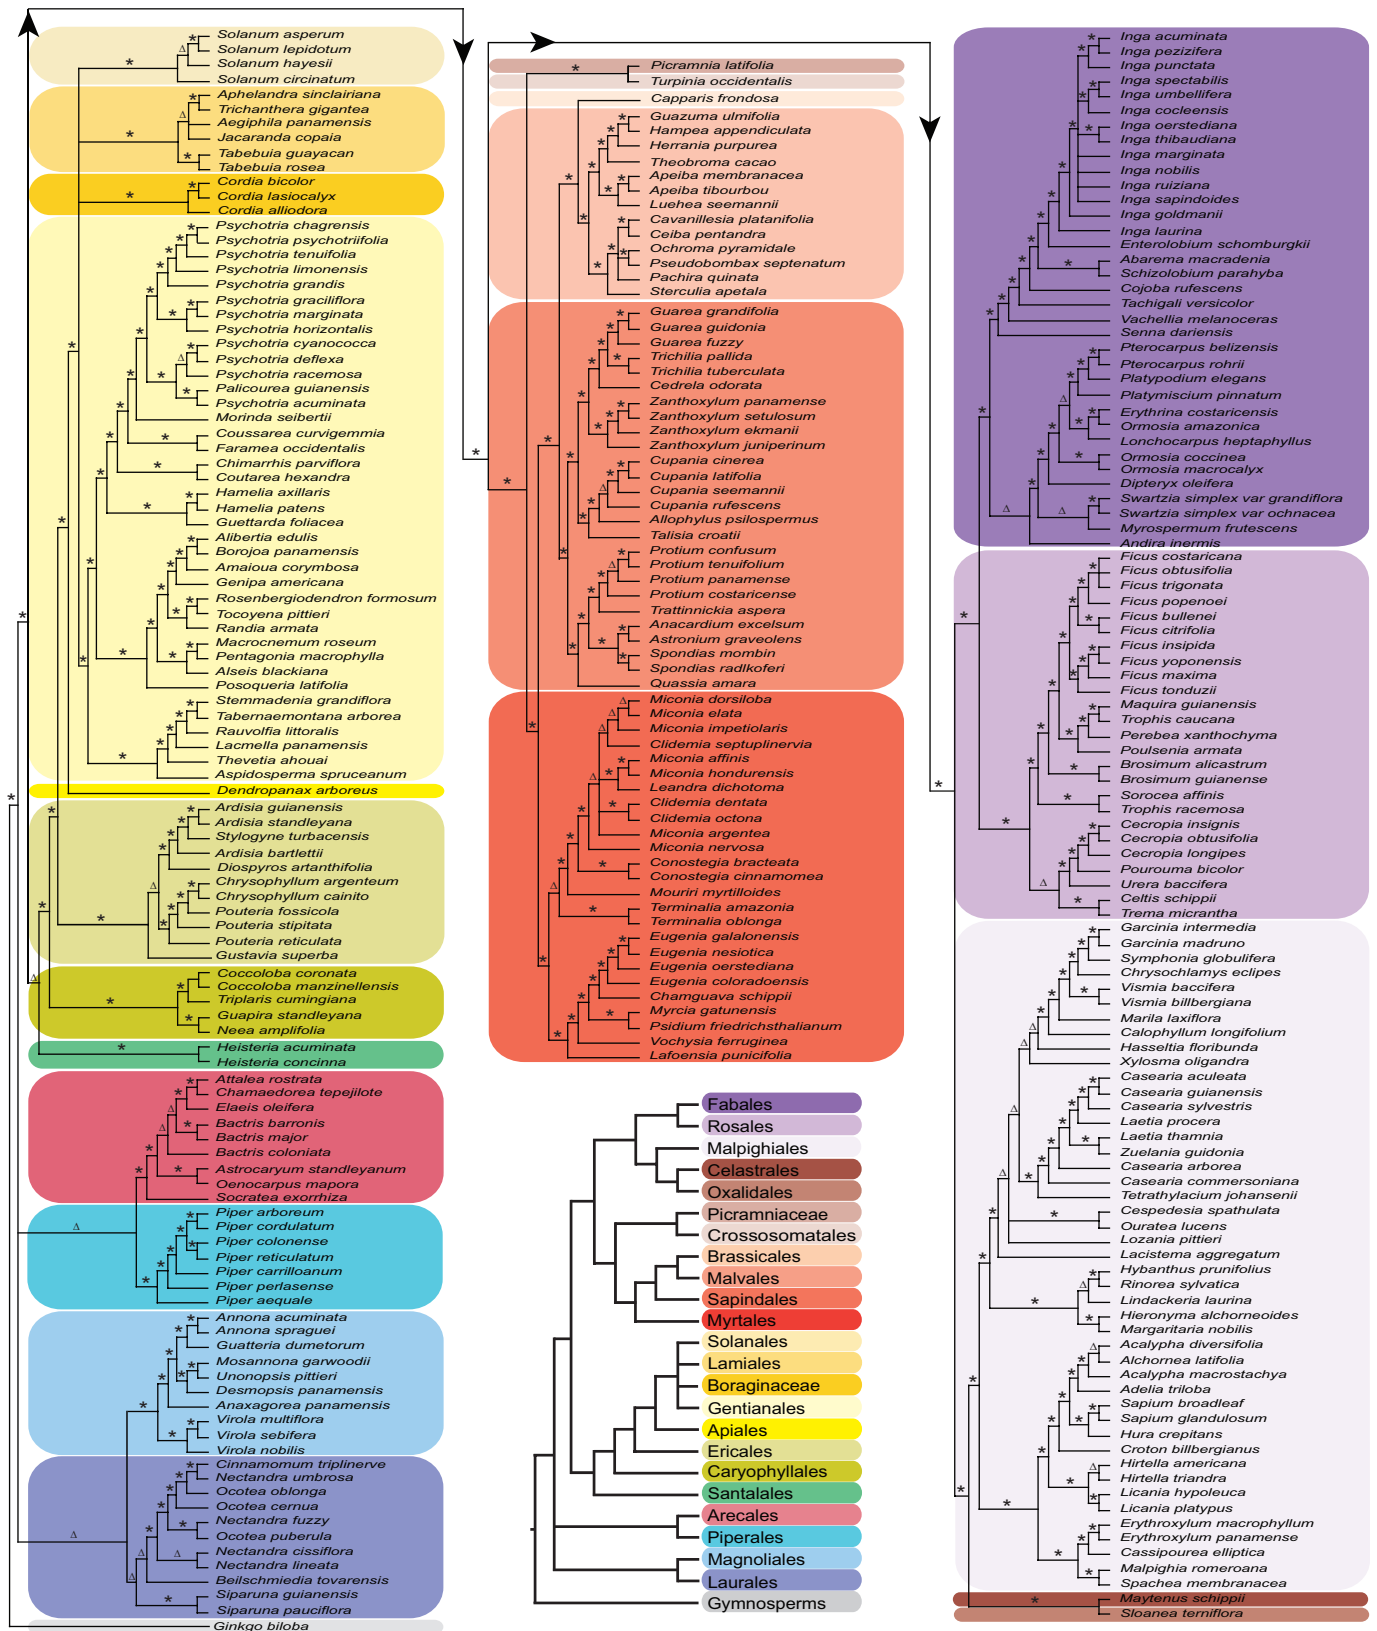 Solanum asperum
Solanum lepidotum
Solanum hayesii
Solanum circinatum
Aphelandra sinclairiana
Trichanthera gigantea
Aegiphila panamensis
Jacaranda copaia
Tabebuia guayacan
Tabebuia rosea
Cordia bicolor
Cordia lasiocalyx
Cordia alliodora
Psychotria chagrensis
Psychotria psychotriifolia
Psychotria tenuifolia
Psychotria limonensis
Psychotria grandis
Psychotria graciliflora
Psychotria marginata
Psychotria horizontalis
Psychotria cyanococca
Psychotria deflexa
Psychotria racemosa
Palicourea guianensis
Psychotria acuminata
Morinda seibertii
Coussarea curvigemmia
Faramea occidentalis
Chimarrhis parviflora
Coutarea hexandra
Hamelia axillaris
Hamelia patens
Guettarda foliacea
Alibertia edulis
Borojoa panamensis
Amaioua corymbosa
Genipa americana
Rosenbergiodendron formosum
Tocoyena pittieri
Randia armata
Macrocnemum roseum
Pentagonia macrophylla
Alseis blackiana
Posoqueria latifolia
Stemmadenia grandiflora
Tabernaemontana arborea
Rauvolfia littoralis
Lacmella panamensis
Thevetia ahouai
Aspidosperma spruceanum
Dendropanax arboreus
Ardisia guianensis
Ardisia standleyana
Stylogyne turbacensis
Ardisia bartlettii
Diospyros artanthifolia
Chrysophyllum argenteum
Chrysophyllum cainito
Pouteria fossicola
Pouteria stipitata
Pouteria reticulata
Gustavia superba
Coccoloba coronata
Coccoloba manzinellensis
Triplaris cumingiana
Guapira standleyana
Neea amplifolia
Heisteria acuminata
Heisteria concinna
Attalea rostrata
Chamaedorea tepejilote
Elaeis oleifera
Bactris barronis
Bactris major
Bactris coloniata
Astrocaryum standleyanum
Oenocarpus mapora
Socratea exorrhiza
Piper arboreum
Piper cordulatum
Piper colonense
Piper reticulatum
Piper carrilloanum
Piper perlasense
Piper aequale
Annona acuminata
Annona spraguei
Guatteria dumetorum
Mosannona garwoodii
Unonopsis pittieri
Desmopsis panamensis
Anaxagorea panamensis
Virola multiflora
Virola sebifera
Virola nobilis
Cinnamomum triplinerve
Nectandra umbrosa
Ocotea oblonga
Ocotea cernua
Nectandra fuzzy
Ocotea puberula
Nectandra cissiflora
Nectandra lineata
Beilschmiedia tovarensis
Siparuna guianensis
Siparuna pauciflora
Ginkgo biloba
Picramnia latifolia
Turpinia occidentalis
Capparis frondosa
Guazuma ulmifolia
Hampea appendiculata
Herrania purpurea
Theobroma cacao
Apeiba membranacea
Apeiba tibourbou
Luehea seemannii
Cavanillesia platanifolia
Ceiba pentandra
Ochroma pyramidale
Pseudobombax septenatum
Pachira quinata
Sterculia apetala
Guarea grandifolia
Guarea guidonia
Guarea fuzzy
Trichilia pallida
Trichilia tuberculata
Cedrela odorata
Zanthoxylum panamense
Zanthoxylum setulosum
Zanthoxylum ekmanii
Zanthoxylum juniperinum
Cupania cinerea
Cupania latifolia
Cupania seemannii
Cupania rufescens
Allophylus psilospermus
Talisia croatii
Protium confusum
Protium tenuifolium
Protium panamense
Protium costaricense
Trattinnickia aspera
Anacardium excelsum
Astronium graveolens
Spondias mombin
Spondias radlkoferi
Quassia amara
Miconia dorsiloba
Miconia elata
Miconia impetiolaris
Clidemia septuplinervia
Miconia affinis
Miconia hondurensis
Leandra dichotoma
Clidemia dentata
Clidemia octona
Miconia argentea
Miconia nervosa
Conostegia bracteata
Conostegia cinnamomea
Mouriri myrtilloides
Terminalia amazonia
Terminalia oblonga
Eugenia galalonensis
Eugenia nesiotica
Eugenia oerstediana
Eugenia coloradoensis
Chamguava schippii
Myrcia gatunensis
Psidium friedrichsthalianum
Vochysia ferruginea
Lafoensia punicifolia
Fabales
Rosales
Malpighiales
Celastrales
Oxalidales
Picramniaceae
Crossosomatales
Brassicales
Malvales
Sapindales
Myrtales
Solanales
Lamiales
Boraginaceae
Gentianales
Apiales
Ericales
Caryophyllales
Santalales
Arecales
Piperales
Magnoliales
Laurales
Gymnosperms
Inga acuminata
Inga pezizifera
Inga punctata
Inga spectabilis
Inga umbellifera
Inga cocleensis
Inga oerstediana
Inga thibaudiana
Inga marginata
Inga nobilis
Inga ruiziana
Inga sapindoides
Inga goldmanii
Inga laurina
Enterolobium schomburgkii
Abarema macradenia
Schizolobium parahyba
Cojoba rufescens
Tachigali versicolor
Vachellia melanoceras
Senna dariensis
Pterocarpus belizensis
Pterocarpus rohrii
Platypodium elegans
Platymiscium pinnatum
Erythrina costaricensis
Ormosia amazonica
Lonchocarpus heptaphyllus
Ormosia coccinea
Ormosia macrocalyx
Dipteryx oleifera
Swartzia simplex var grandiflora
Swartzia simplex var ochnacea
Myrospermum frutescens
Andira inermis
Ficus costaricana
Ficus obtusifolia
Ficus trigonata
Ficus popenoei
Ficus bullenei
Ficus citrifolia
Ficus insipida
Ficus yoponensis
Ficus maxima
Ficus tonduzii
Maquira guianensis
Trophis caucana
Perebea xanthochyma
Poulsenia armata
Brosimum alicastrum
Brosimum guianense
Sorocea affinis
Trophis racemosa
Cecropia insignis
Cecropia obtusifolia
Cecropia longipes
Pourouma bicolor
Urera baccifera
Celtis schippii
Trema micrantha
Garcinia intermedia
Garcinia madruno
Symphonia globulifera
Chrysochlamys eclipes
Vismia baccifera
Vismia billbergiana
Marila laxiflora
Calophyllum longifolium
Hasseltia floribunda
Xylosma oligandra
Casearia aculeata
Casearia guianensis
Casearia sylvestris
Laetia procera
Laetia thamnia
Zuelania guidonia
Casearia arborea
Casearia commersoniana
Tetrathylacium johansenii
Cespedesia spathulata
Ouratea lucens
Lozania pittieri
Lacistema aggregatum
Hybanthus prunifolius
Rinorea sylvatica
Lindackeria laurina
Hieronyma alchorneoides
Margaritaria nobilis
Acalypha diversifolia
Alchornea latifolia
Acalypha macrostachya
Adelia triloba
Sapium broadleaf
Sapium glandulosum
Hura crepitans
Croton billbergianus
Hirtella americana
Hirtella triandra
Licania hypoleuca
Licania platypus
Erythroxylum macrophyllum
Erythroxylum panamense
Cassipourea elliptica
Malpighia romeroana
Spachea membranacea
Maytenus schippii
Sloanea terniflora